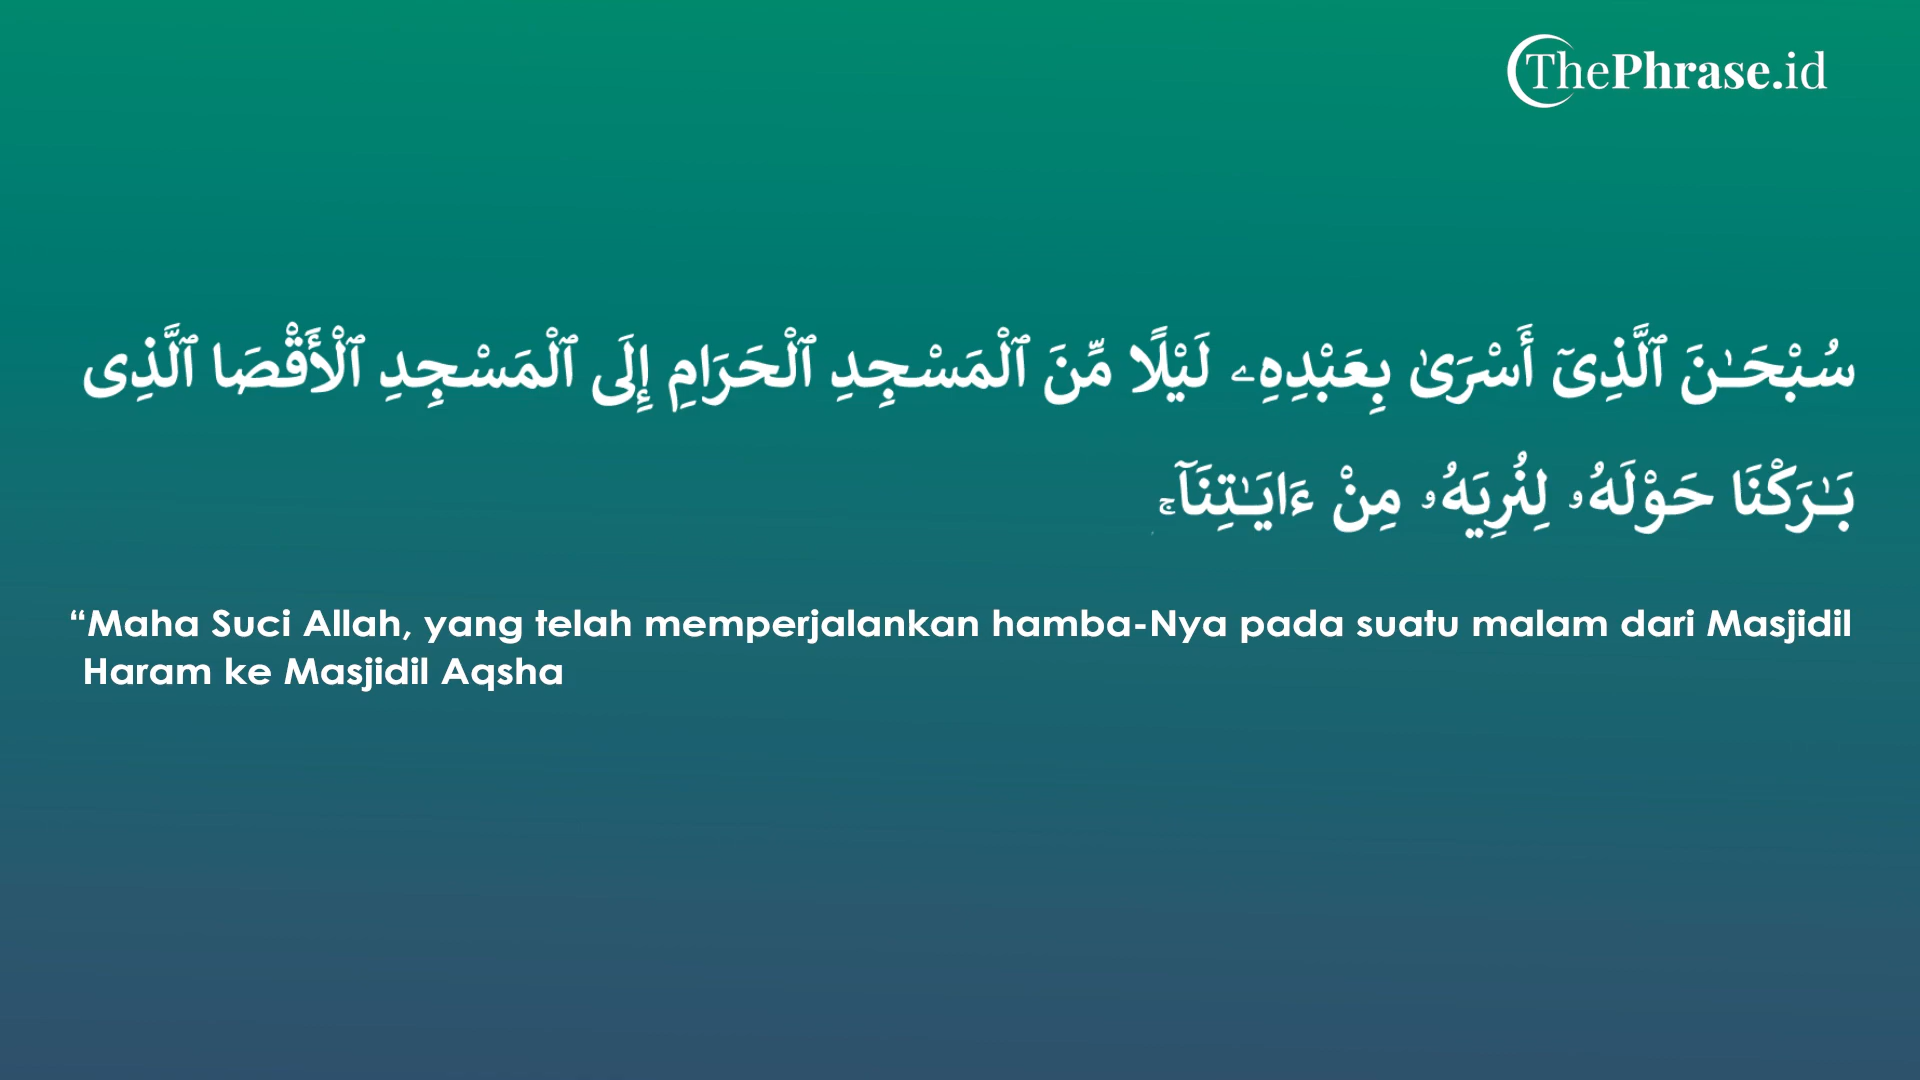 ThePhrase.id
سُبْحَـٰنَ ٱلَّذِىٓ أَسْرَىٰ بِعَبْدِهِۦ لَيْلًا مِّنَ ٱلْمَسْجِدِ ٱلْحَرَامِ إِلَى ٱلْمَسْجِدِ ٱلْأَقْصَا ٱلَّذِى
بَـٰرَكْنَا حَوْلَهُۥ لِنُرِيَهُۥ مِنْ ءَايَـٰتِنَآ ۚ
“Maha Suci Allah, yang telah memperjalankan hamba-Nya pada suatu malam dari Masjidil
Haram ke Masjidil Aqsha